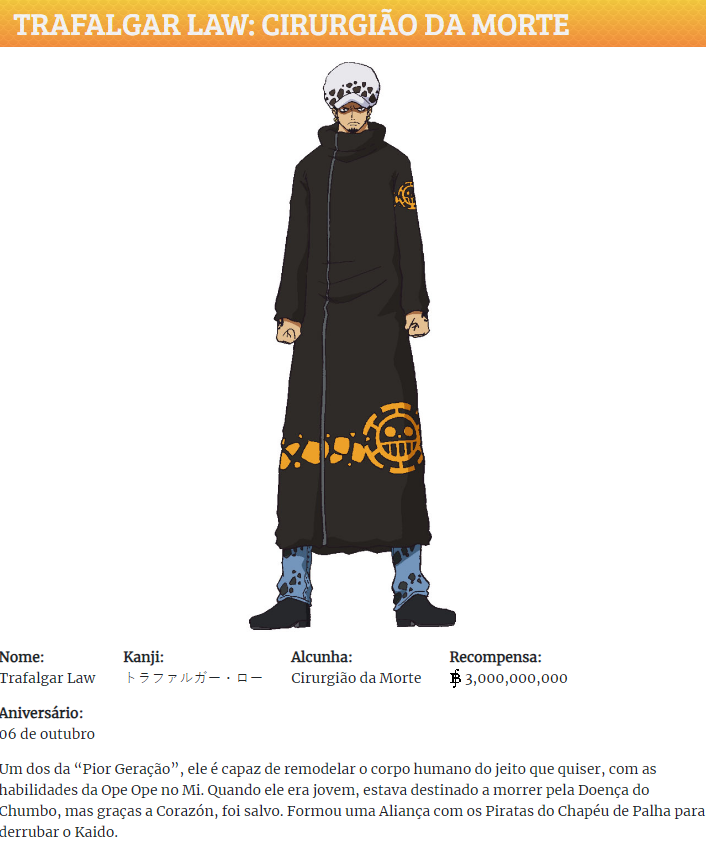 TRAFALGAR LAW: CIRURGIÃO DA MORTE
Nome: Kanji: Alcunha: Recompensa:
Trafalgar Law トラファルガー・ロー Cirurgião da Morte ฿ 3,000,000,000
Aniversário:
06 de outubro
Um dos da “Pior Geração”, ele é capaz de remodelar o corpo humano do jeito que quiser, com as
habilidades da Ope Ope no Mi. Quando ele era jovem, estava destinado a morrer pela Doença do
Chumbo, mas graças a Corazón, foi salvo. Formou uma Aliança com os Piratas do Chapéu de Palha para
derrubar o Kaido.